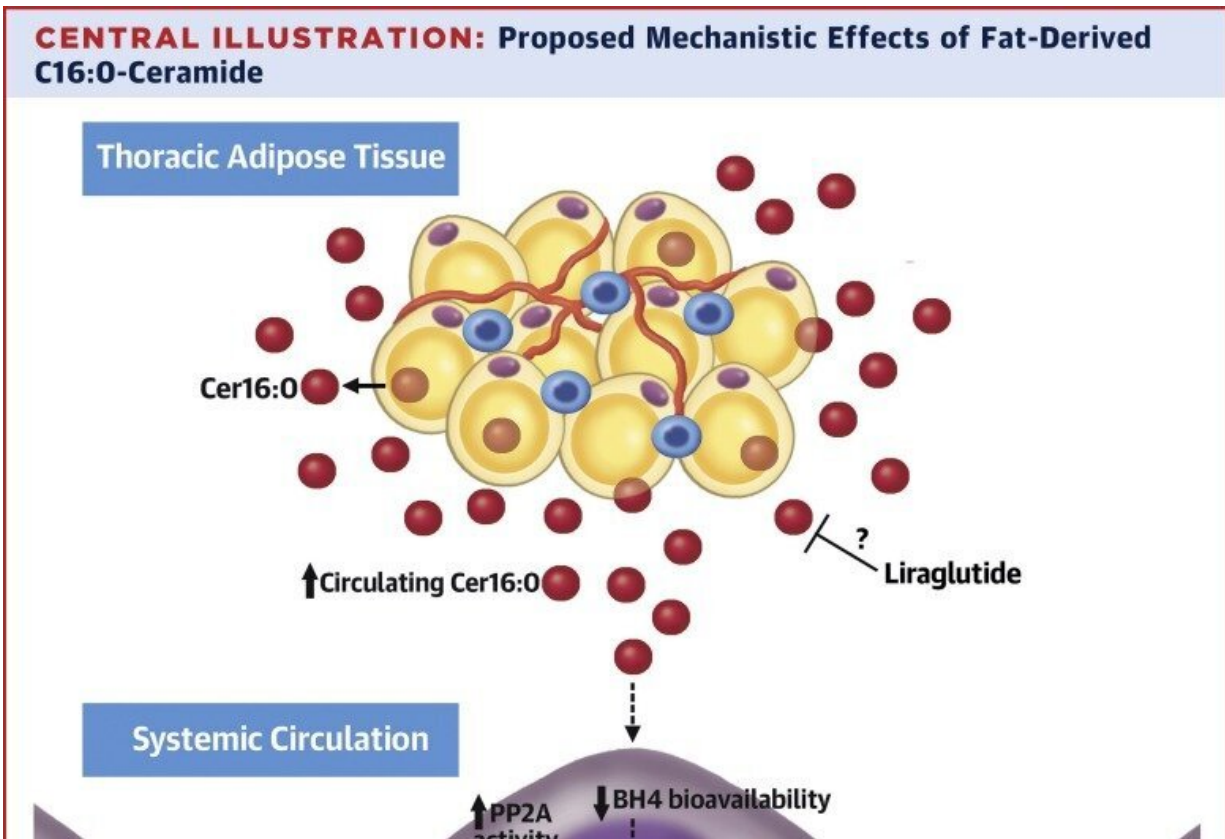 CENTRAL ILLUSTRATION: Proposed Mechanistic Effects of Fat-Derived
C16:0-Ceramide
Thoracic Adipose Tissue
Cer16:0
?
Liraglutide
↑Circulating Cer16:0
Systemic Circulation
↑PP2A
activity
↓BH4 bioavailability